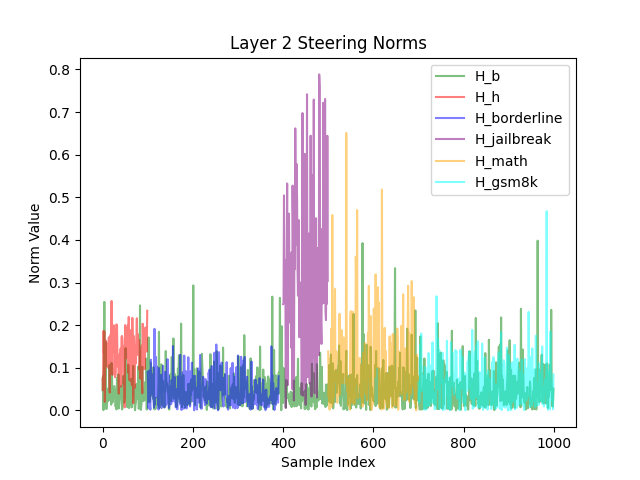 Layer 2 Steering Norms
H_b
H_h
H_borderline
H_jailbreak
H_math
H_gsm8k
Norm Value
0.8
0.7
0.6
0.5
0.4
0.3
0.2
0.1
0.0
0 200 400 600 800 1000
Sample Index